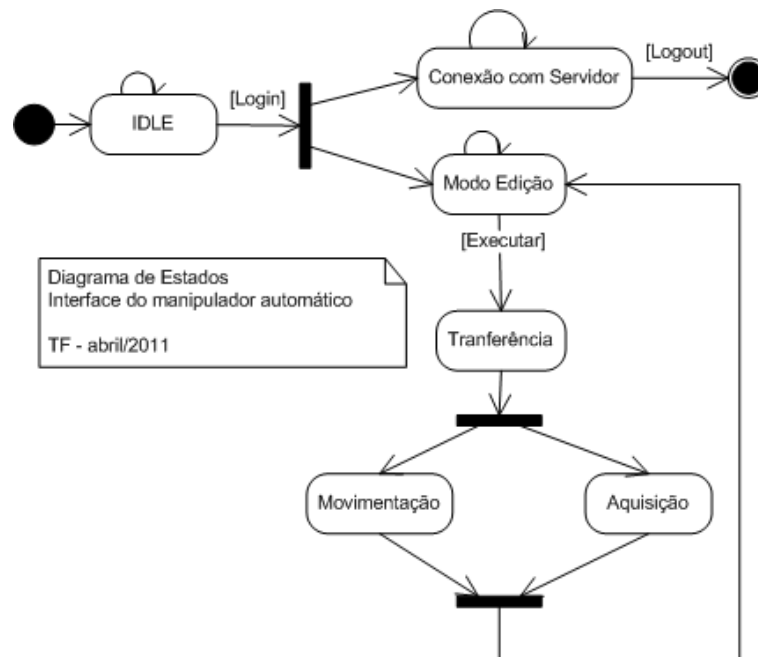 [Logout]
Conexão com Servidor
[Login]
IDLE
Modo Edição
[Executar]
Diagrama de Estados
Interface do manipulador automático
TF - abril/2011
Tranferência
Movimentação
Aquisição